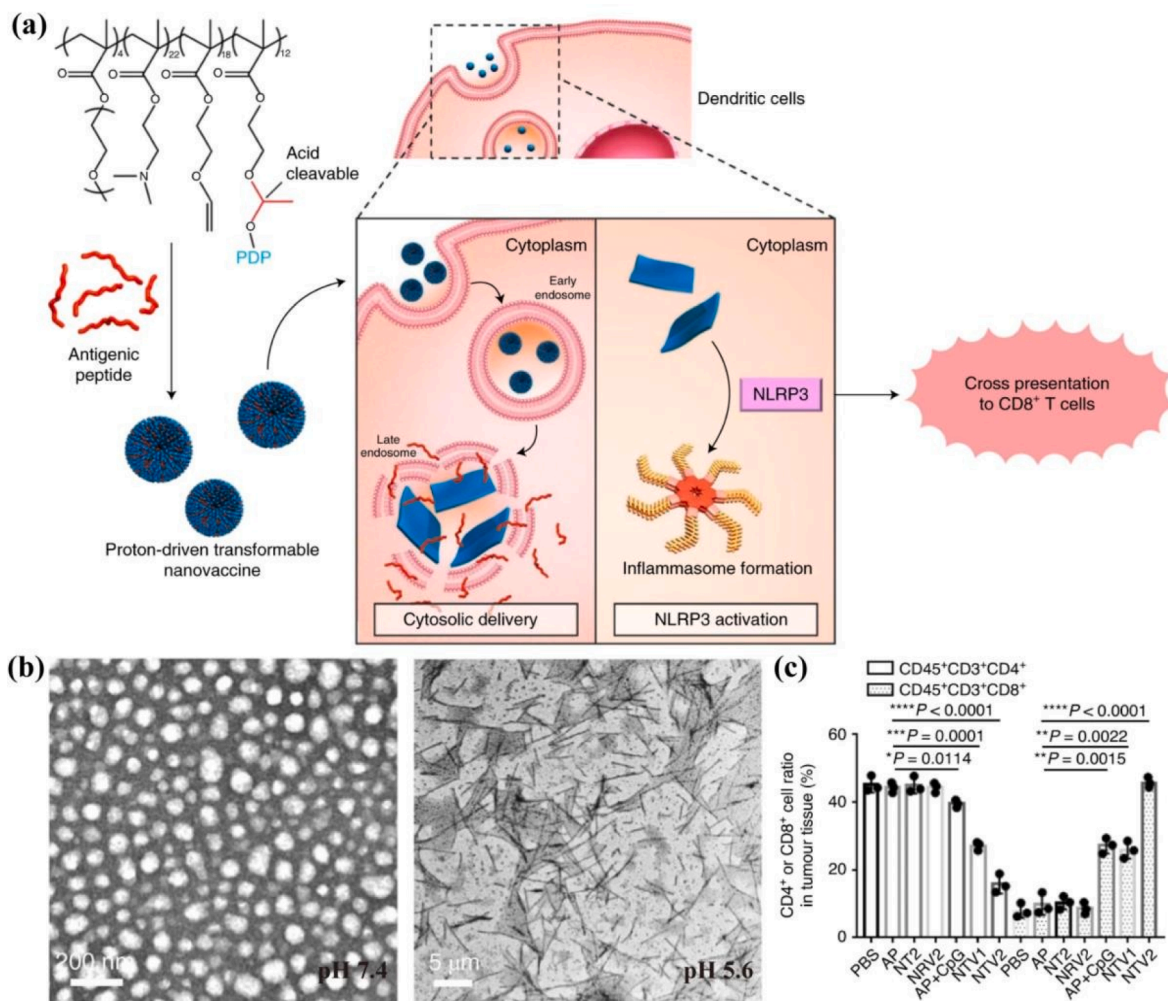 (a)
4
22
18
12
O
O
O
O
O
O
O
O
O
O
O
O
N
O
Acid
cleavable
PDP
Antigenic
peptide
Proton-driven transformable
nanovaccine
Dendritic cells
Cytoplasm
Early
endosome
Late
endosome
Cytosolic delivery
Cytoplasm
NLRP3
Inflammasome formation
NLRP3 activation
Cross presentation
to CD8⁺ T cells
(b)
200 nm
pH 7.4
5 μm
pH 5.6
(c)
CD45⁺CD3⁺CD4⁺
CD45⁺CD3⁺CD8⁺
****P < 0.0001
***P = 0.0001
*P = 0.0114
****P < 0.0001
**P = 0.0022
**P = 0.0015
CD4⁺ or CD8⁺ cell ratio
in tumour tissue (%)
60
40
20
0
PBS
AP
NT2
NRV2
AP+CpG
NTV1
NTV2
PBS
AP
NT2
NRV2
AP+CpG
NTV1
NTV2